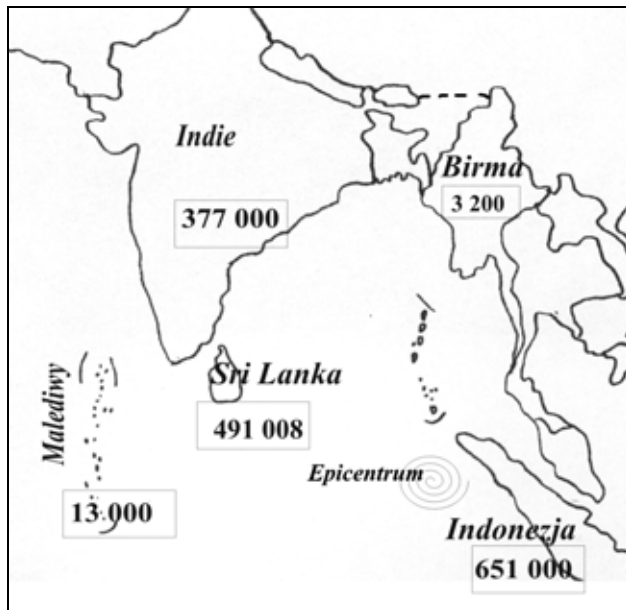 Indie
377 000
Birma
3 200
Malediwy
13 000
Sri Lanka
491 008
Epicentrum
Indonezja
651 000